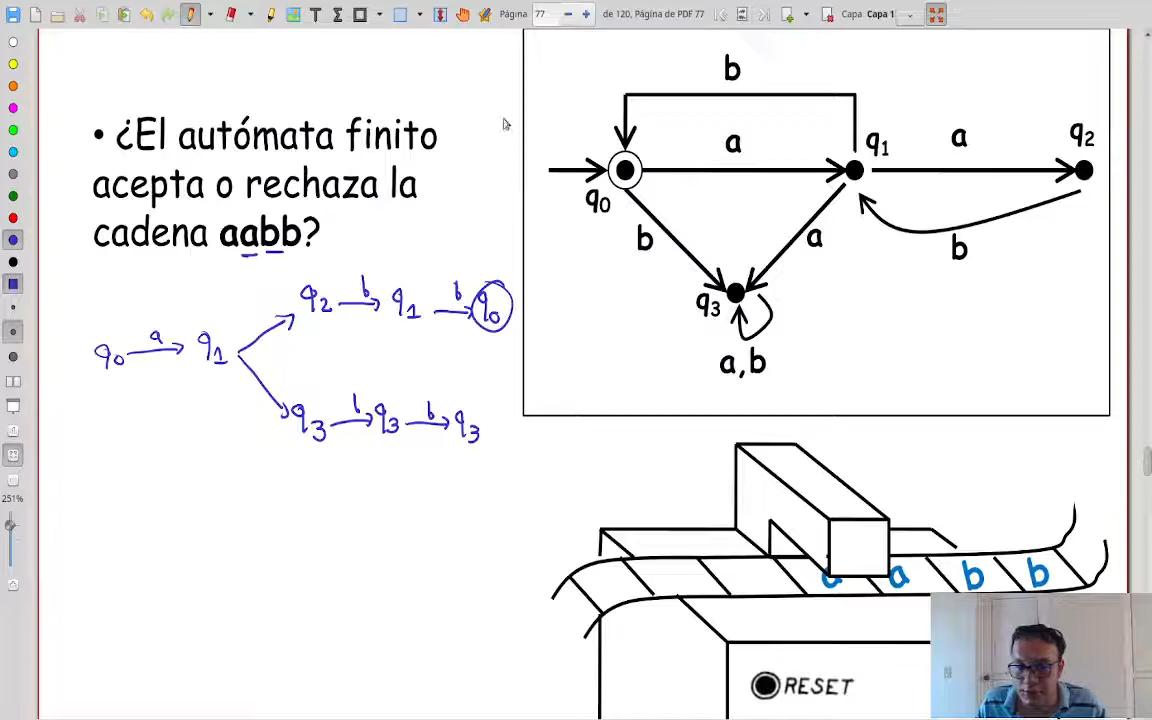 Página 77 de 120, Página de PDF 77 Capa Capa 1
251%
• ¿El autómata finito
acepta o rechaza la
cadena aabb?
q0 a q1
q2 b q1 b q0
q3 b q3 b q3
b
a
q1
a
q2
q0
b
a
b
q3
a,b
a a b b
RESET